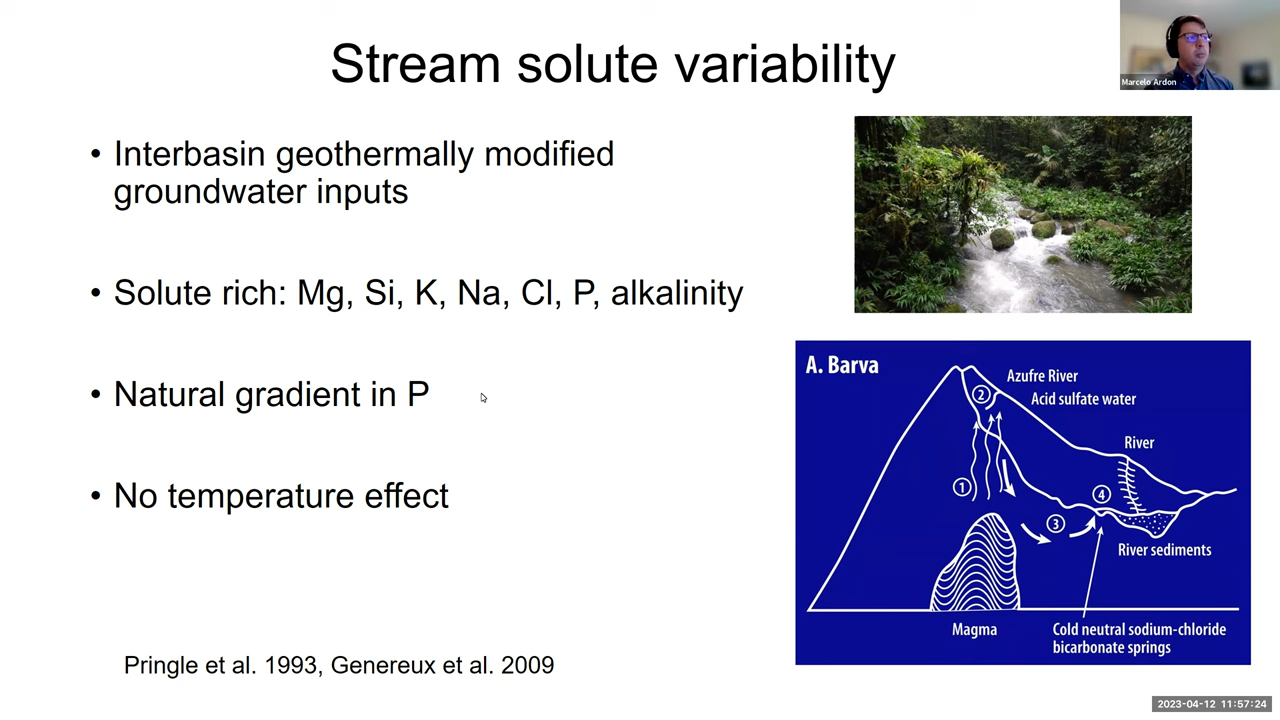 Stream solute variability
Marcelo Ardon
• Interbasin geothermally modified
groundwater inputs
• Solute rich: Mg, Si, K, Na, Cl, P, alkalinity
• Natural gradient in P
• No temperature effect
Pringle et al. 1993, Genereux et al. 2009
A. Barva
Azufre River
Acid sulfate water
River
1
2
3
4
River sediments
Magma
Cold neutral sodium-chloride
bicarbonate springs
2023-04-12 11:57:24